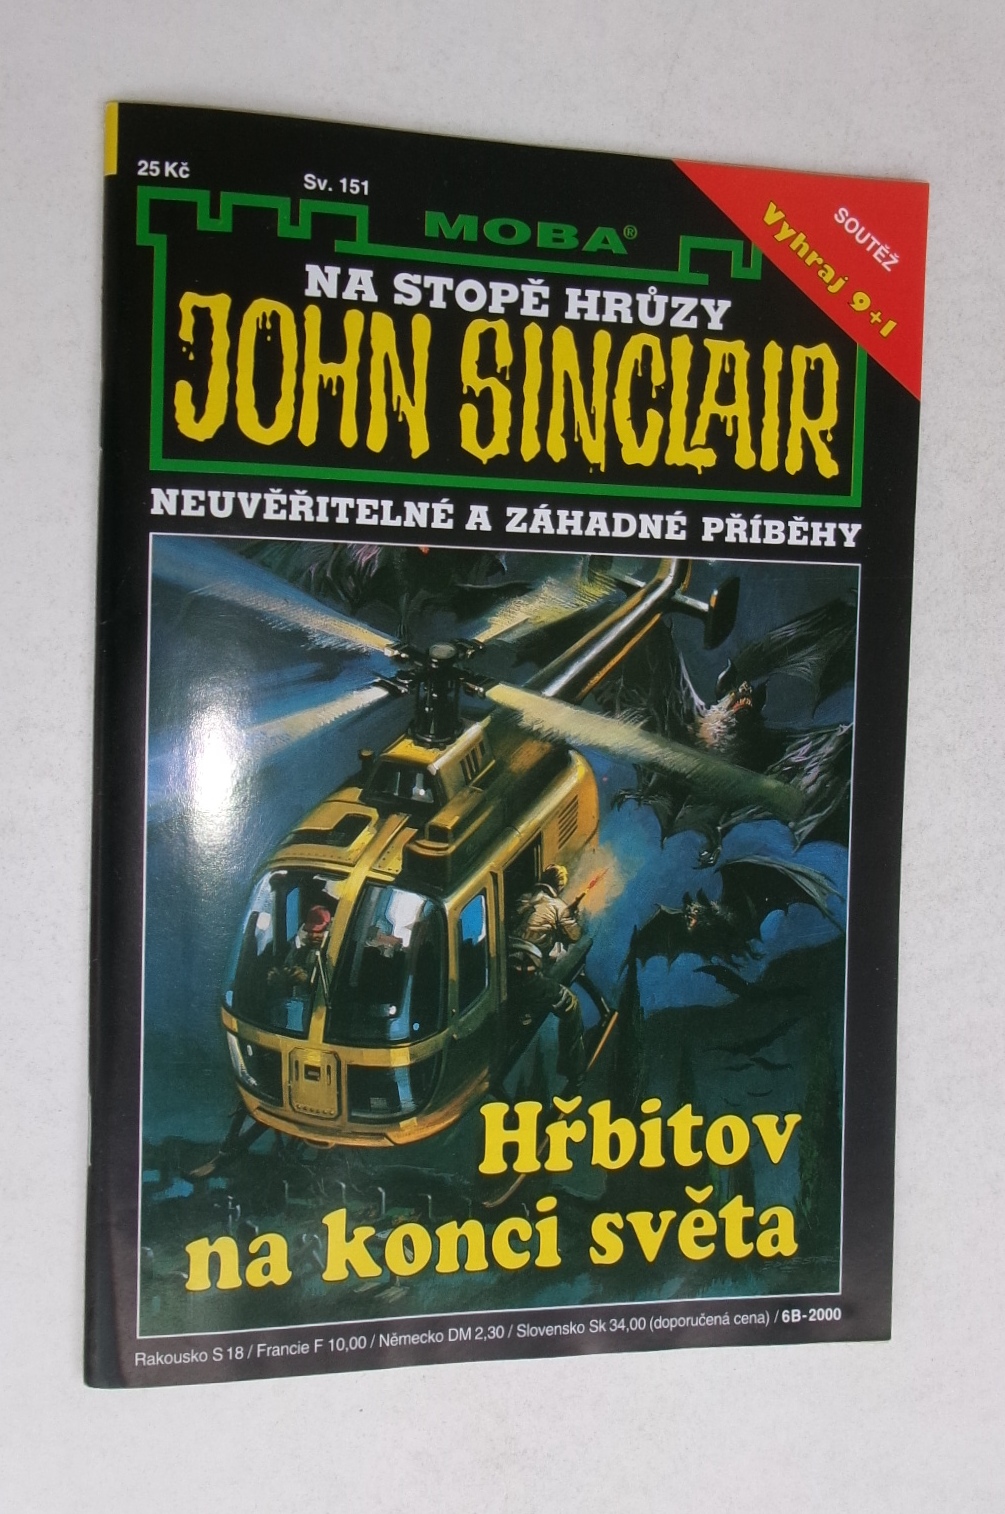 25 Kč
Sv. 151
MOBA®
SOUTĚŽ
Vyhraj 9+1
NA STOPĚ HRŮZY
JOHN SINCLAIR
NEUVĚŘITELNÉ A ZÁHADNÉ PŘÍBĚHY
Hřbitov
na konci světa
Rakousko S 18 / Francie F 10,00 / Německo DM 2,30 / Slovensko Sk 34,00 (doporučená cena) / 6B-2000